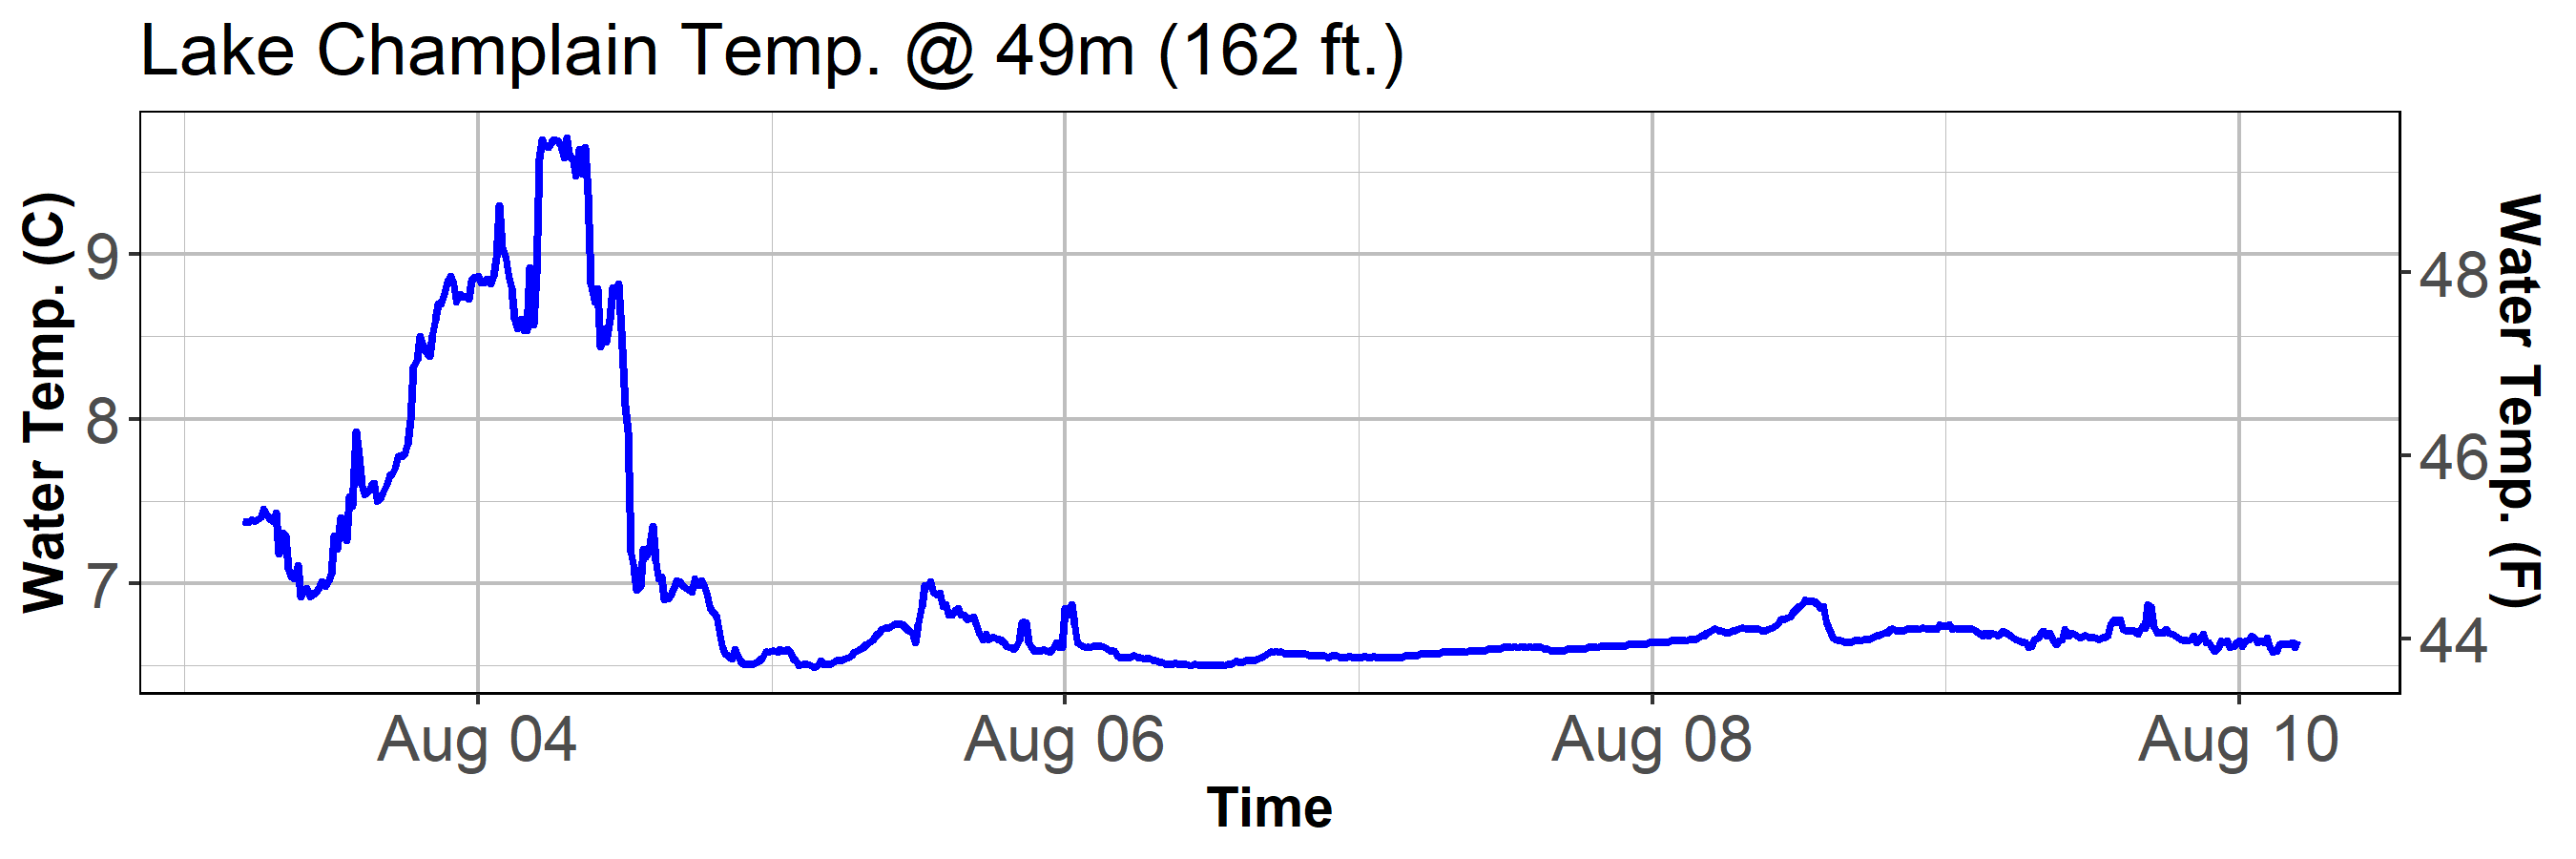 Lake Champlain Temp. @ 49m (162 ft.)
Water Temp. (C)
9
8
7
48
46
44
Water Temp. (F)
Aug 04 Aug 06 Aug 08 Aug 10
Time